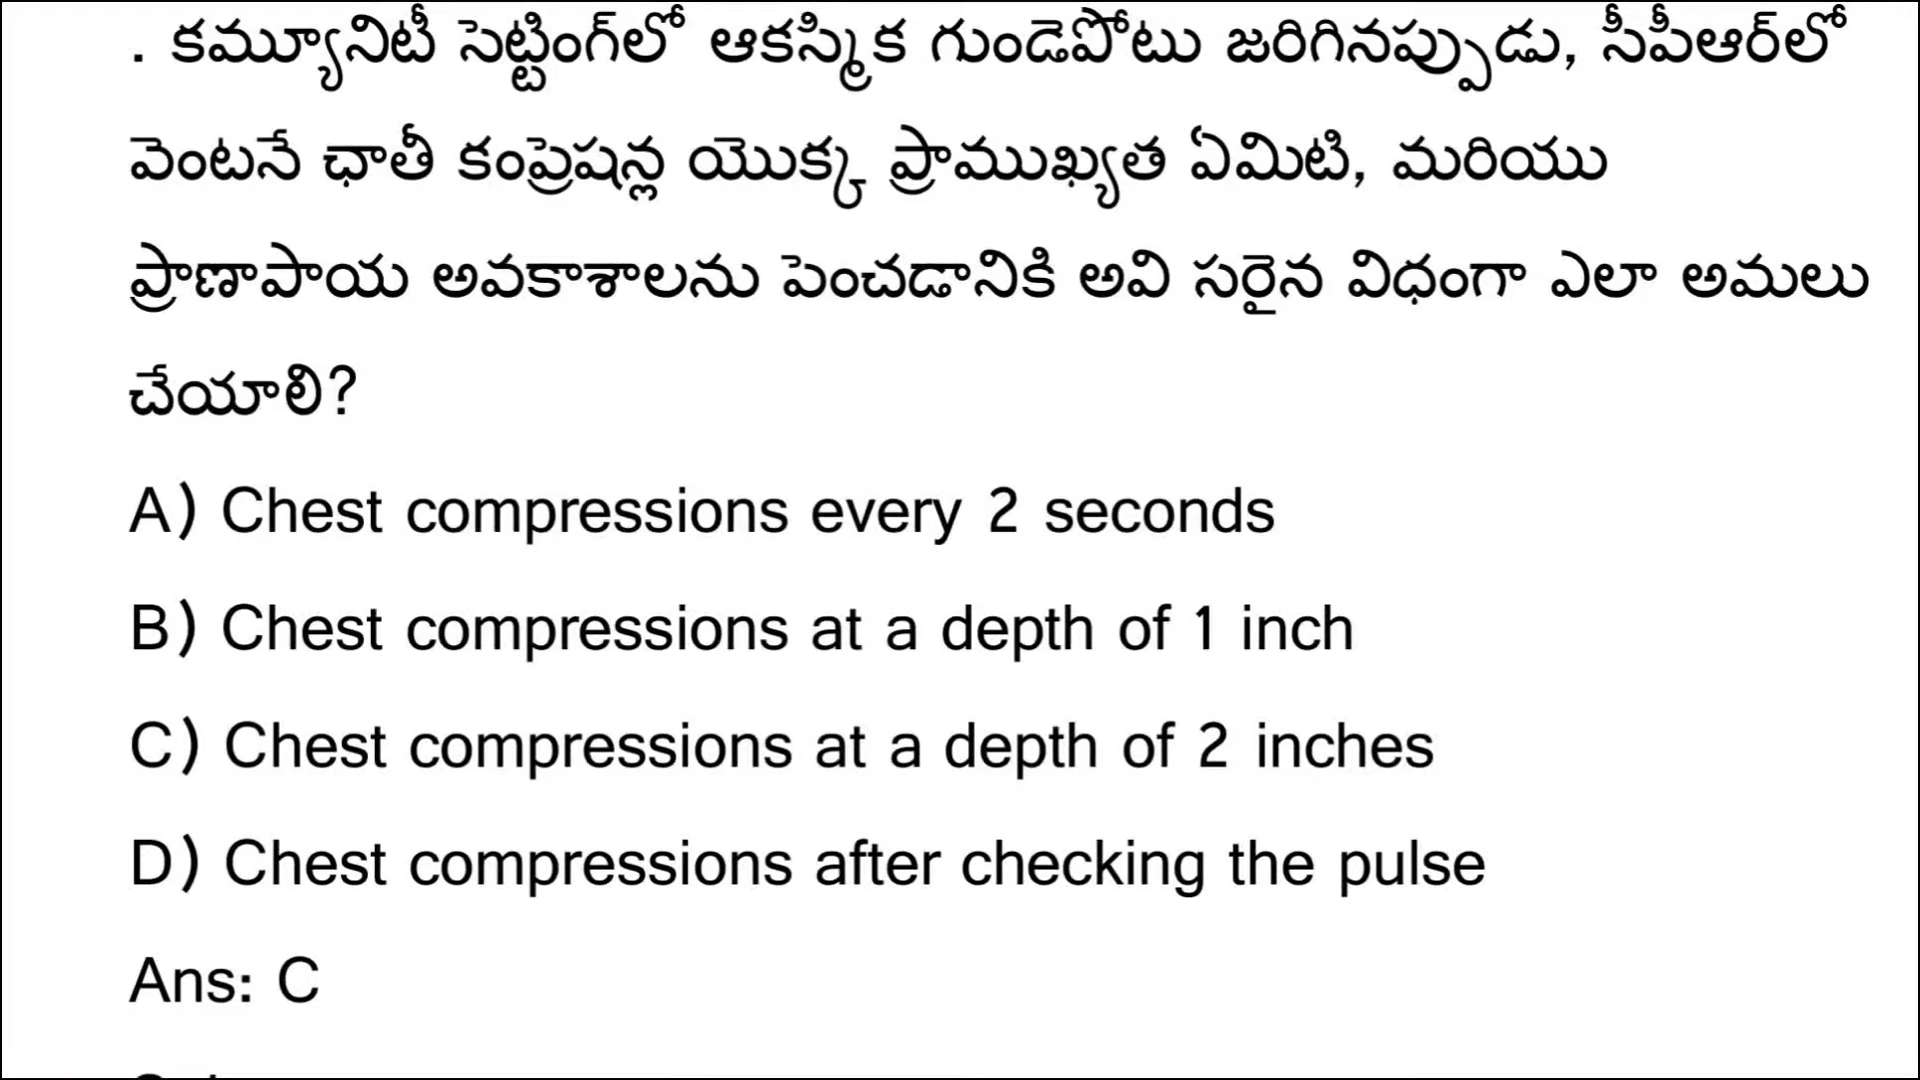 . కమ్యూనిటీ సెట్టింగ్‌లో ఆకస్మిక గుండెపోటు జరిగినప్పుడు, సీపీఆర్‌లో
వెంటనే ఛాతీ కంప్రెషన్ల యొక్క ప్రాముఖ్యత ఏమిటి, మరియు
ప్రాణాపాయ అవకాశాలను పెంచడానికి అవి సరైన విధంగా ఎలా అమలు
చేయాలి?
A) Chest compressions every 2 seconds
B) Chest compressions at a depth of 1 inch
C) Chest compressions at a depth of 2 inches
D) Chest compressions after checking the pulse
Ans: C